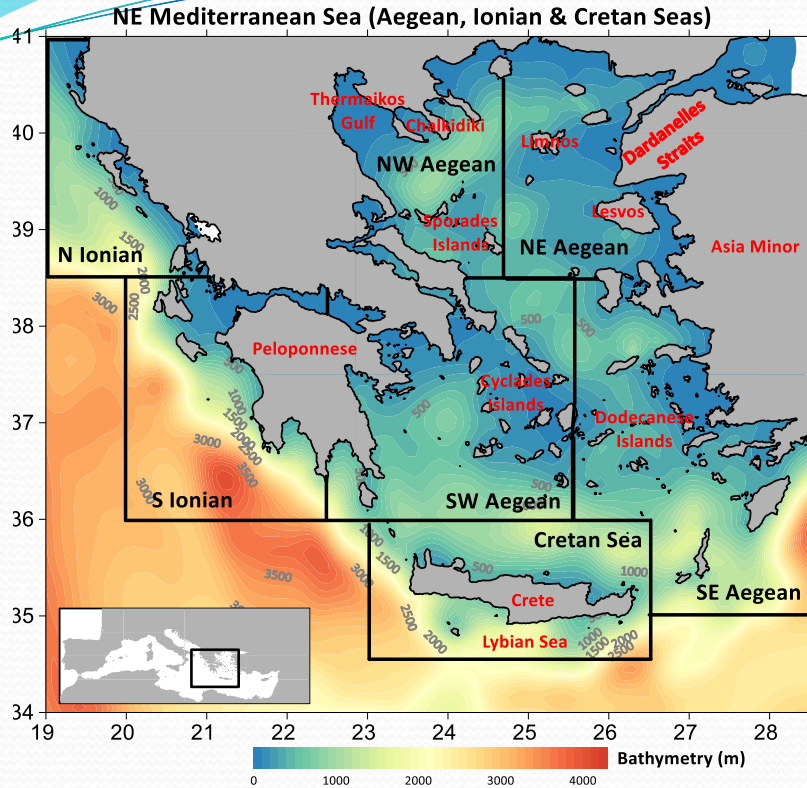 NE Mediterranean Sea (Aegean, Ionian & Cretan Seas)
41
40
39
38
37
36
35
34
Thermaikos
Gulf
Chalkidiki
Limnos
Dardanelles
Straits
NW Aegean
1000
Sporades
Islands
Lesvos
Asia Minor
1500
N Ionian
NE Aegean
2000
3000
2500
500
500
Peloponnese
500
Cyclades
Islands
1000
500
Dodecanese
Islands
1500
2000
3000
2500
3500
500
500
3000
S Ionian
SW Aegean
1000
Cretan Sea
1500
3500
3000
500
1000
SE Aegean
Crete
2500
2000
Lybian Sea
1000
1500
2000
2500
19
20
21
22
23
24
25
26
27
28
Bathymetry (m)
0
1000
2000
3000
4000